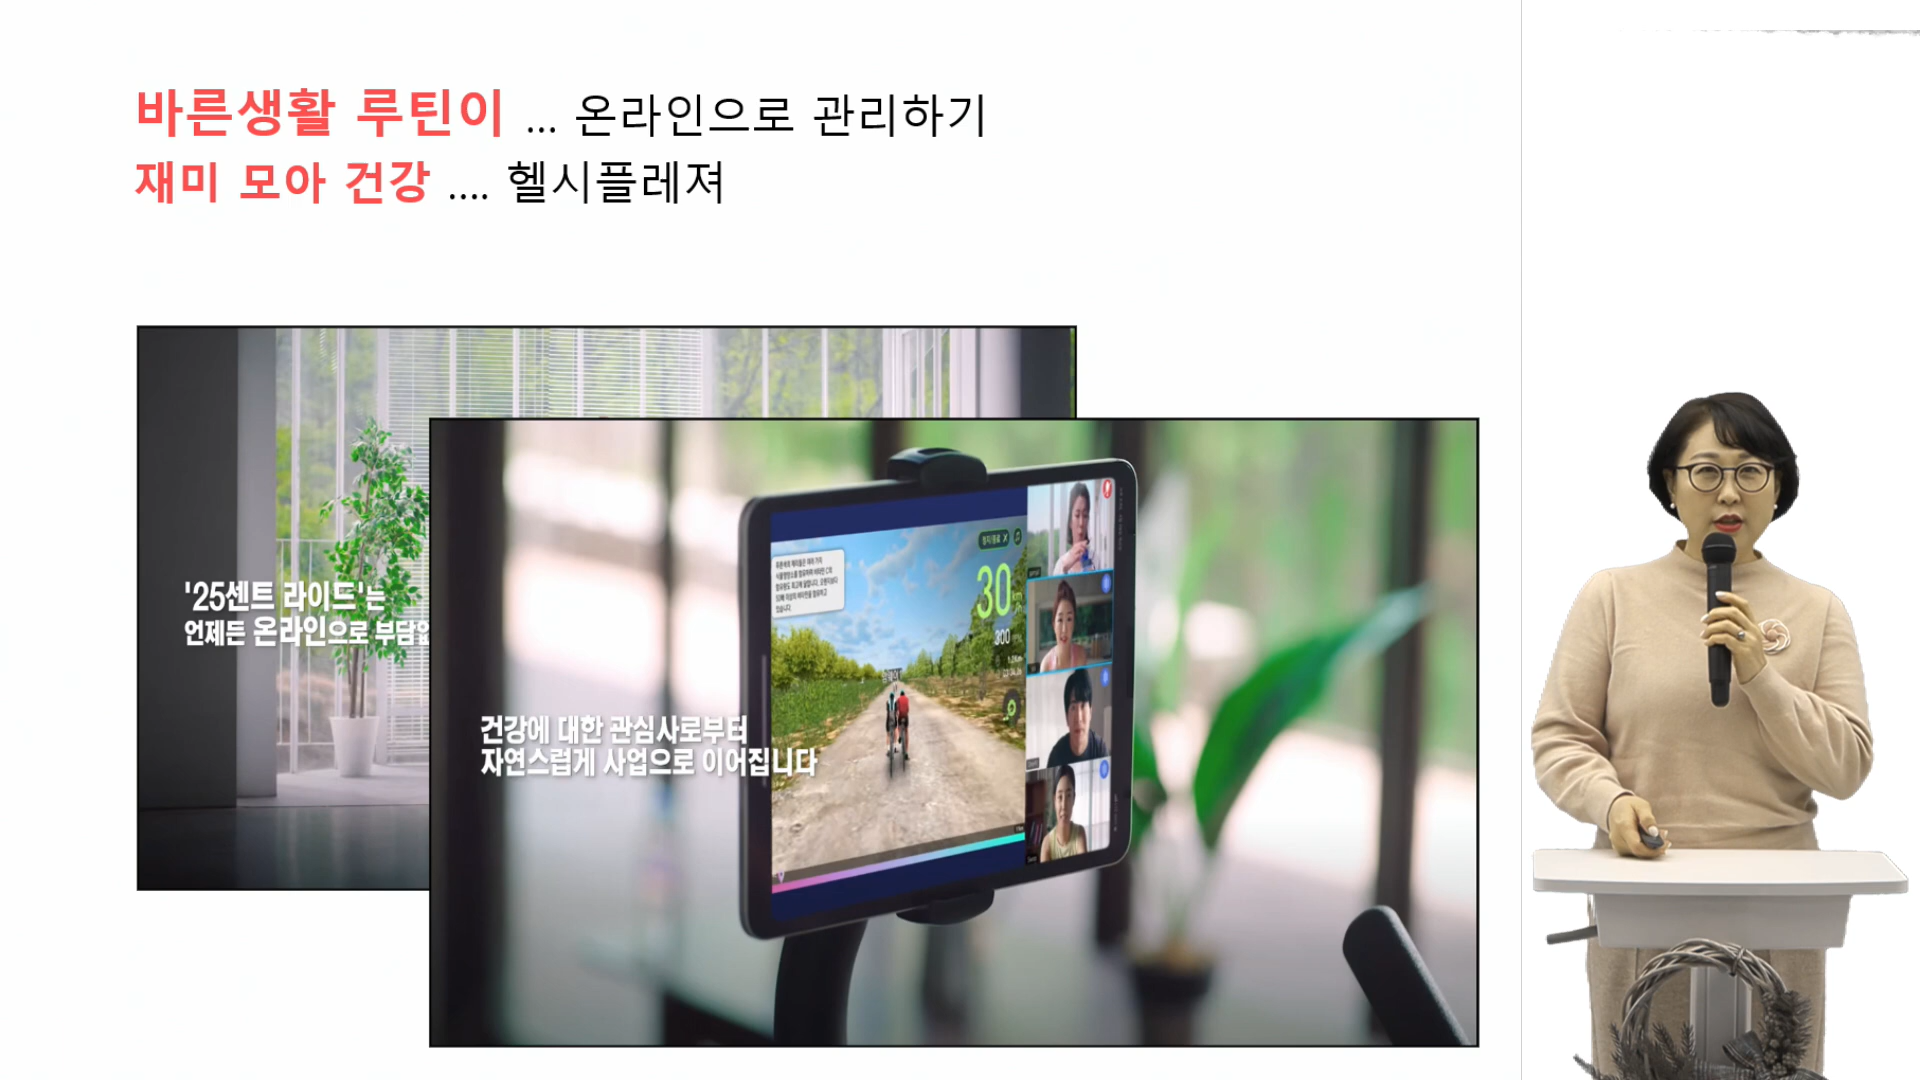 바른생활 루틴이 ... 온라인으로 관리하기
재미 모아 건강 .... 헬시플레져
'25센트 라이드'는
언제든 온라인으로
건강에 대한 관심사로부터
자연스럽게 사업으로 이어집니다
30
km
/h
300